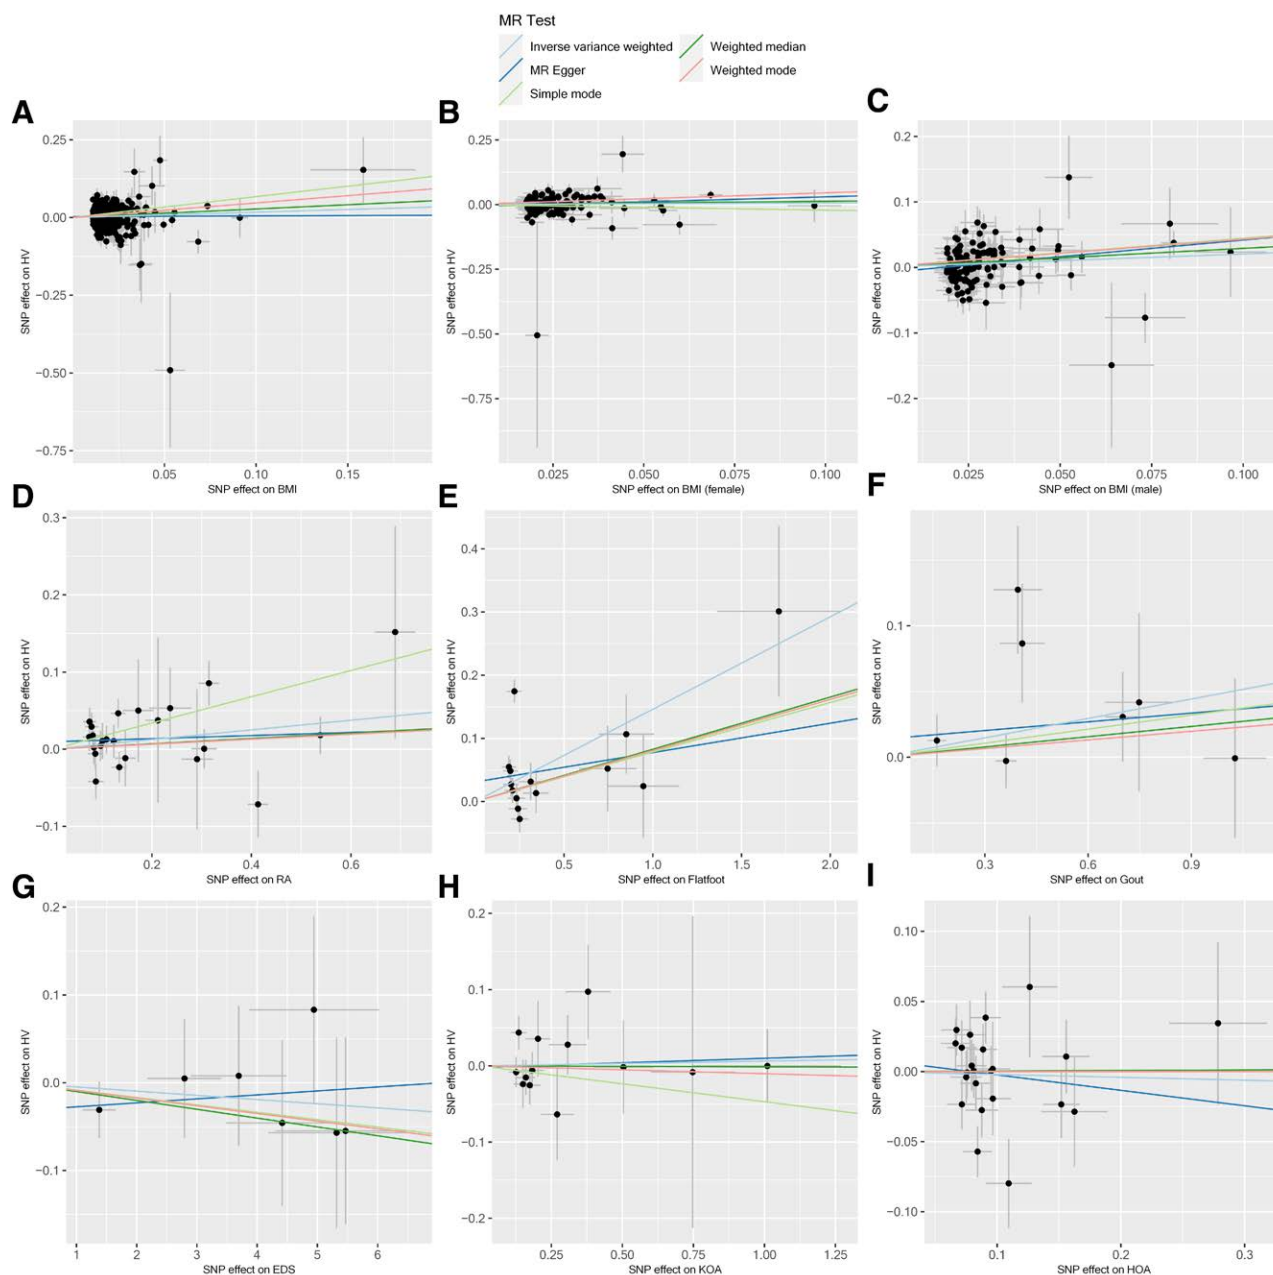 MR Test
Inverse variance weighted
Weighted median
MR Egger
Weighted mode
Simple mode
A
B
C
0.25
0.00
−0.25
−0.50
−0.75
SNP effect on HV
0.05
0.10
0.15
SNP effect on BMI
0.25
0.00
−0.25
−0.50
−0.75
SNP effect on HV
0.025
0.050
0.075
0.100
SNP effect on BMI (female)
0.2
0.1
0.0
−0.1
−0.2
SNP effect on HV
0.025
0.050
0.075
0.100
SNP effect on BMI (male)
D
E
F
0.3
0.2
0.1
0.0
−0.1
SNP effect on HV
0.2
0.4
0.6
SNP effect on RA
0.4
0.3
0.2
0.1
0.0
SNP effect on HV
0.5
1.0
1.5
2.0
SNP effect on Flatfoot
0.1
0.0
SNP effect on HV
0.3
0.6
0.9
SNP effect on Gout
G
H
I
0.2
0.1
0.0
−0.1
SNP effect on HV
1
2
3
4
5
6
SNP effect on EDS
0.2
0.1
0.0
−0.1
−0.2
SNP effect on HV
0.25
0.50
0.75
1.00
1.25
SNP effect on KOA
0.10
0.05
0.00
−0.05
−0.10
SNP effect on HV
0.1
0.2
0.3
SNP effect on HOA